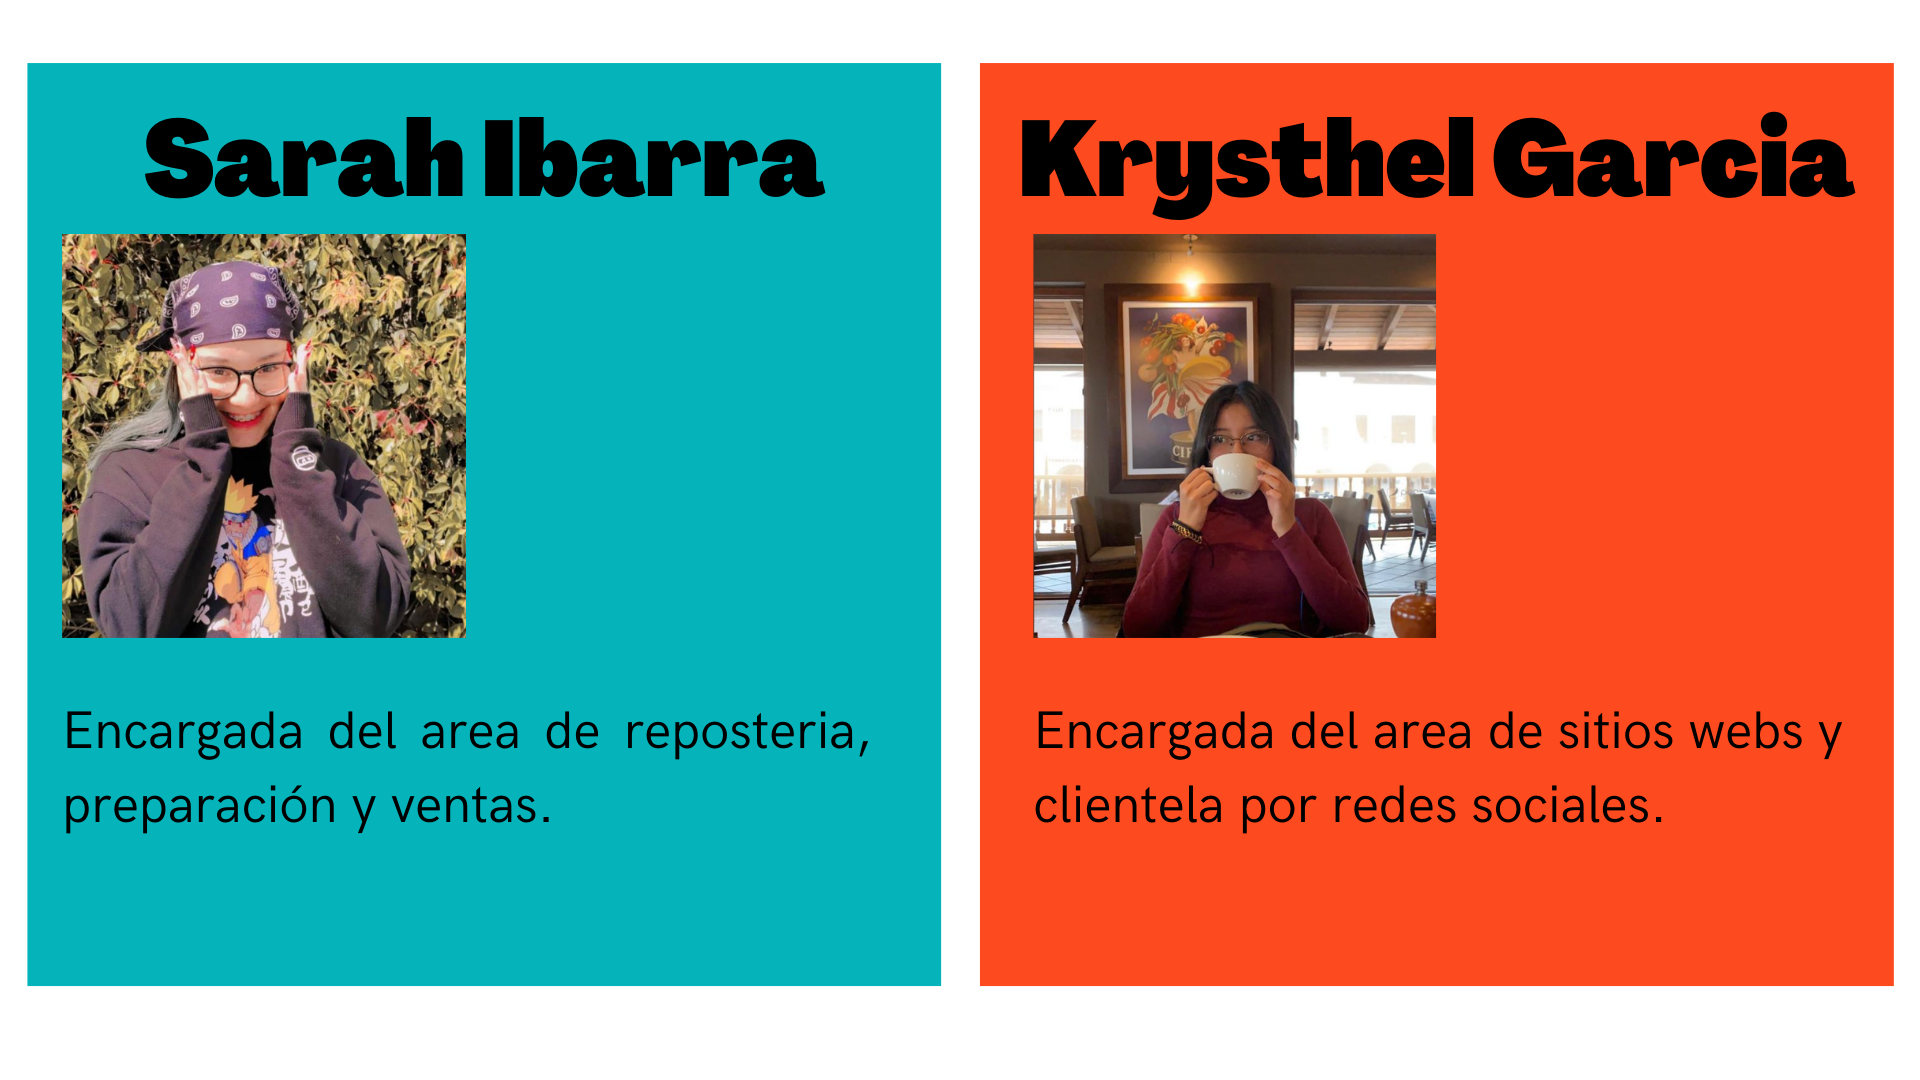 Sarah Ibarra
Encargada del area de reposteria,
preparación y ventas.
Krysthel Garcia
CIF
Encargada del area de sitios webs y
clientela por redes sociales.